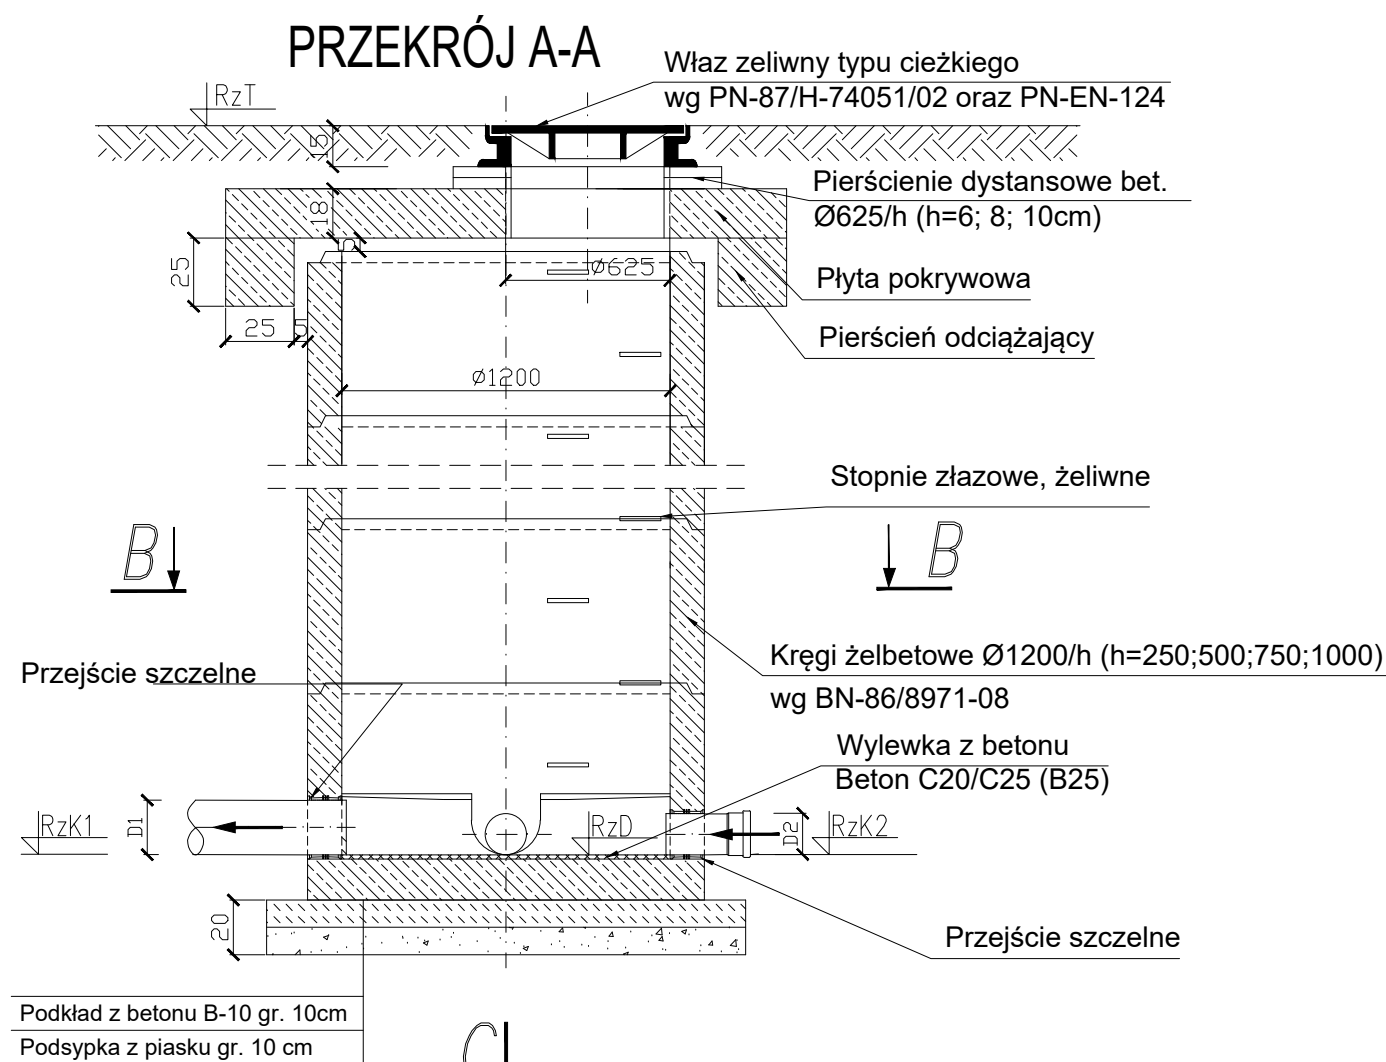 PRZEKRÓJ A-A
Właz zeliwny typu cieżkiego
wg PN-87/H-74051/02 oraz PN-EN-124
RzT
15
Pierścienie dystansowe bet.
Ø625/h (h=6; 8; 10cm)
18
5
25
Ø625
Płyta pokrywowa
25
5
Pierścień odciążający
Ø1200
Stopnie złazowe, żeliwne
B
B
Kręgi żelbetowe Ø1200/h (h=250;500;750;1000)
wg BN-86/8971-08
Przejście szczelne
Wylewka z betonu
Beton C20/C25 (B25)
RzK1
D1
RzD
D2
RzK2
20
Przejście szczelne
Podkład z betonu B-10 gr. 10cm
Podsypka z piasku gr. 10 cm
C